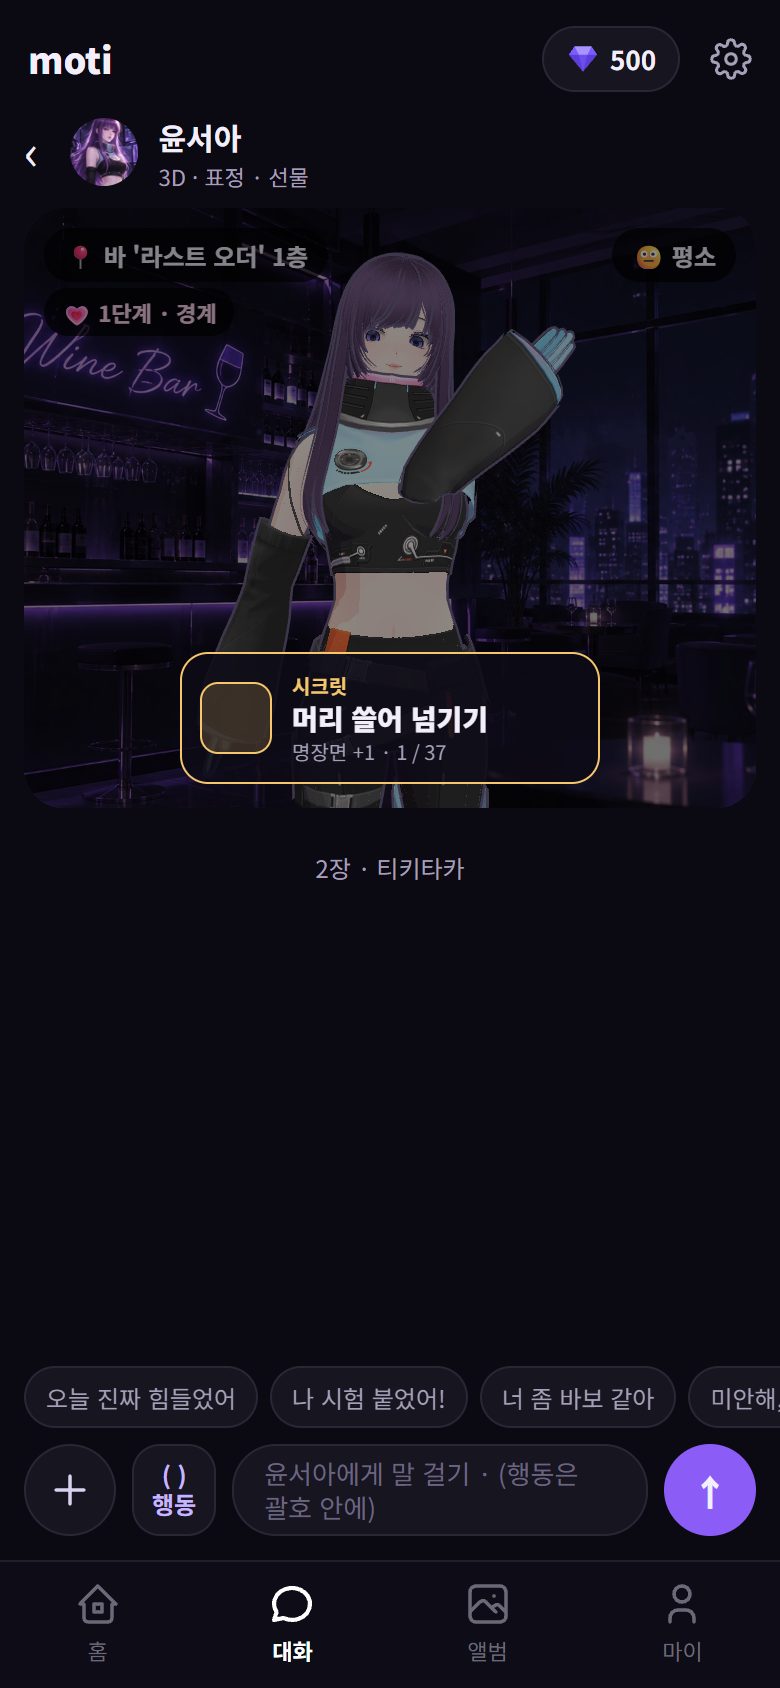 moti
500
윤서아
3D · 표정 · 선물
바 '라스트 오더' 1층
평소
1단계 · 경계
Wine Bar
시크릿
머리 쓸어 넘기기
명장면 +1 · 1 / 37
2장 · 티키타카
오늘 진짜 힘들었어
나 시험 붙었어!
너 좀 바보 같아
미안해,
( )
행동
윤서아에게 말 걸기 · (행동은
괄호 안에)
홈
대화
앨범
마이